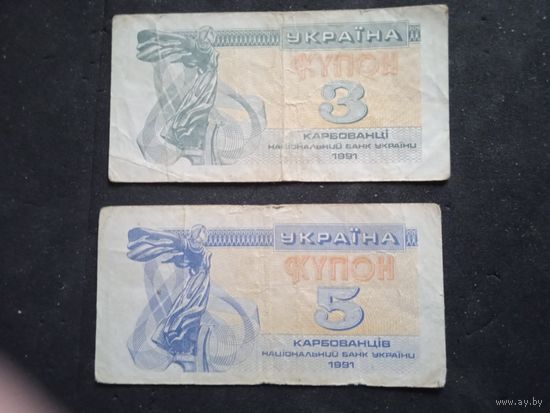 УКРАЇНА
КУПОН
3
КАРБОВАНЦІ
НАЦІОНАЛЬНИЙ БАНК УКРАЇНИ
1991
УКРАЇНА
КУПОН
5
КАРБОВАНЦІВ
НАЦІОНАЛЬНИЙ БАНК УКРАЇНИ
1991
www.ay.by